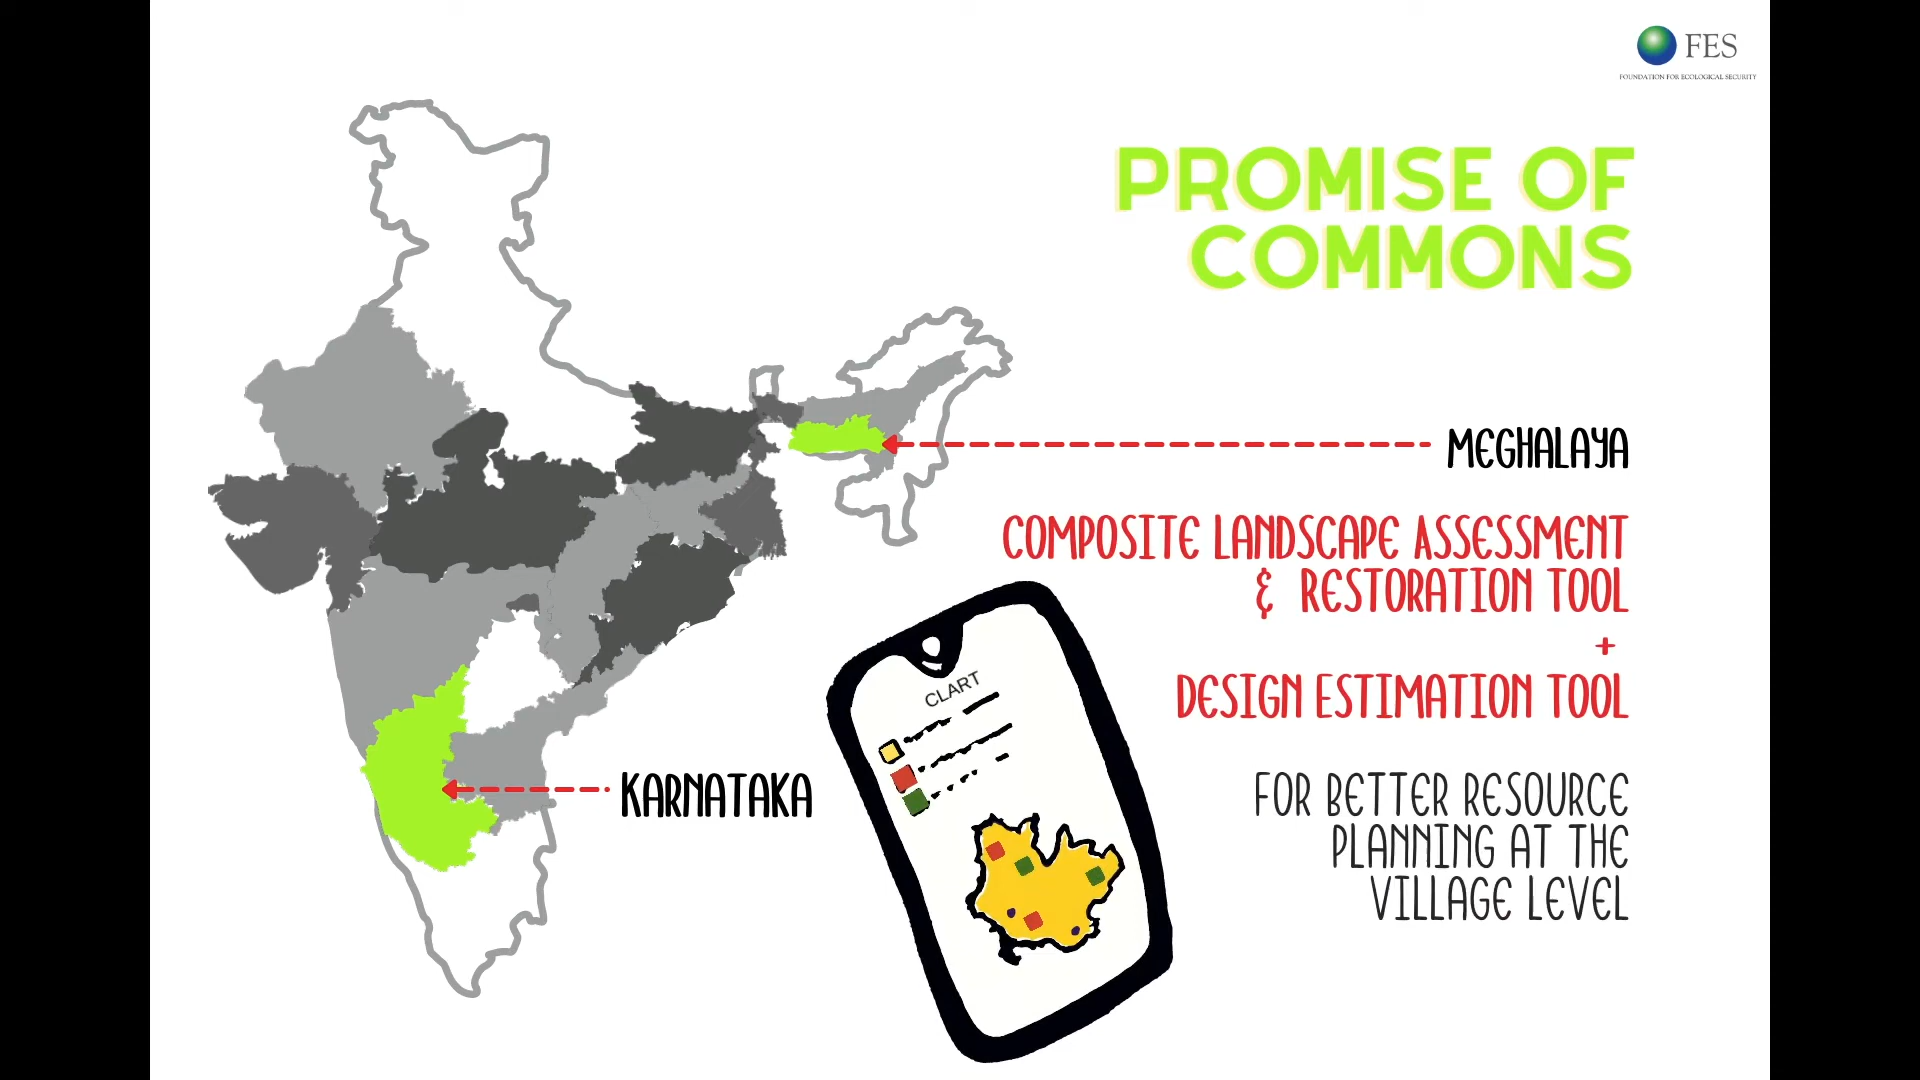 FES
FOUNDATION FOR ECOLOGICAL SECURITY
PROMISE OF
COMMONS
MEGHALAYA
COMPOSITE LANDSCAPE ASSESSMENT
& RESTORATION TOOL
+
DESIGN ESTIMATION TOOL
CLART
KARNATAKA
FOR BETTER RESOURCE
PLANNING AT THE
VILLAGE LEVEL